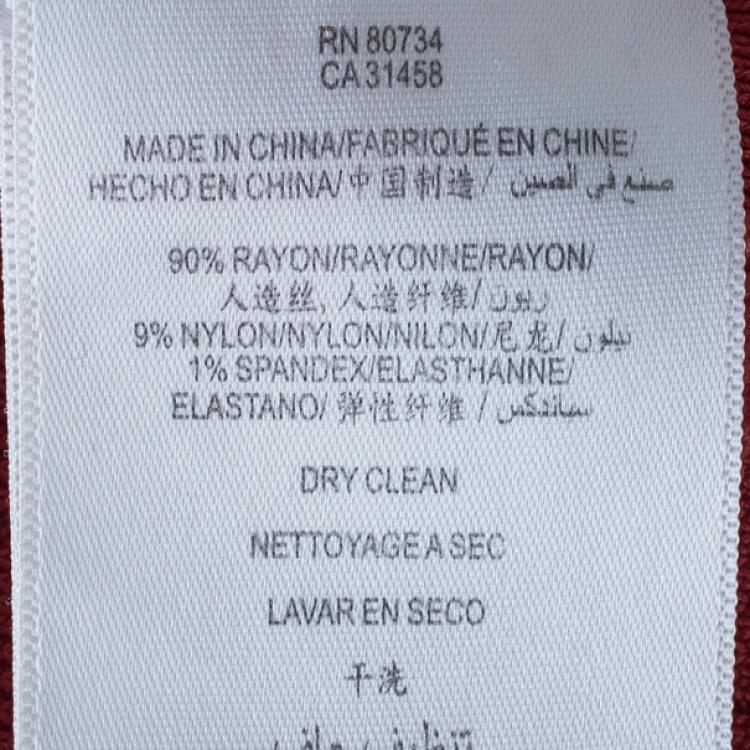 RN 80734
CA 31458
MADE IN CHINA/FABRIQUÉ EN CHINE/
HECHO EN CHINA/中国制造/ صنع في الصين
90% RAYON/RAYONNE/RAYON/
人造丝, 人造纤维/ ريون
9% NYLON/NYLON/NILON/尼龙/ نيلون
1% SPANDEX/ELASTHANNE/
ELASTANO/ 弹性纤维 / سباندكس
DRY CLEAN
NETTOYAGE A SEC
LAVAR EN SECO
干洗